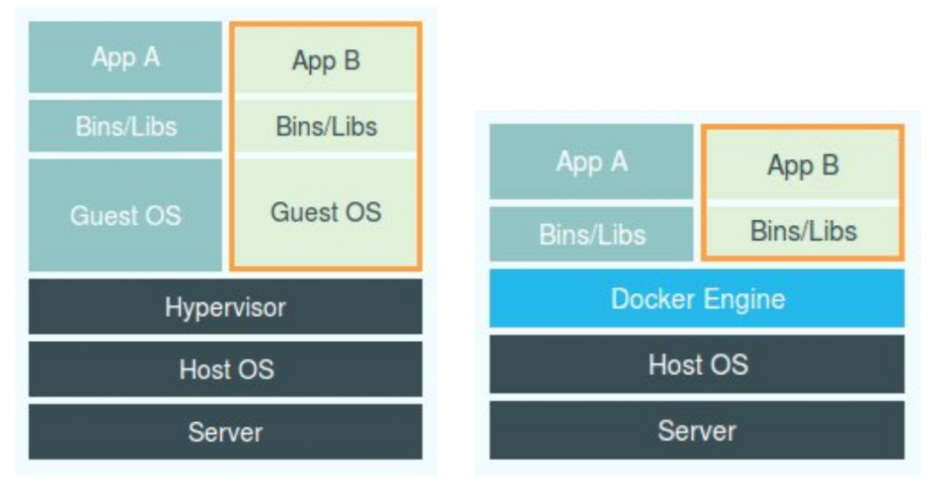 App A
App B
Bins/Libs
Bins/Libs
Guest OS
Guest OS
Hypervisor
Host OS
Server
App A
App B
Bins/Libs
Bins/Libs
Docker Engine
Host OS
Server